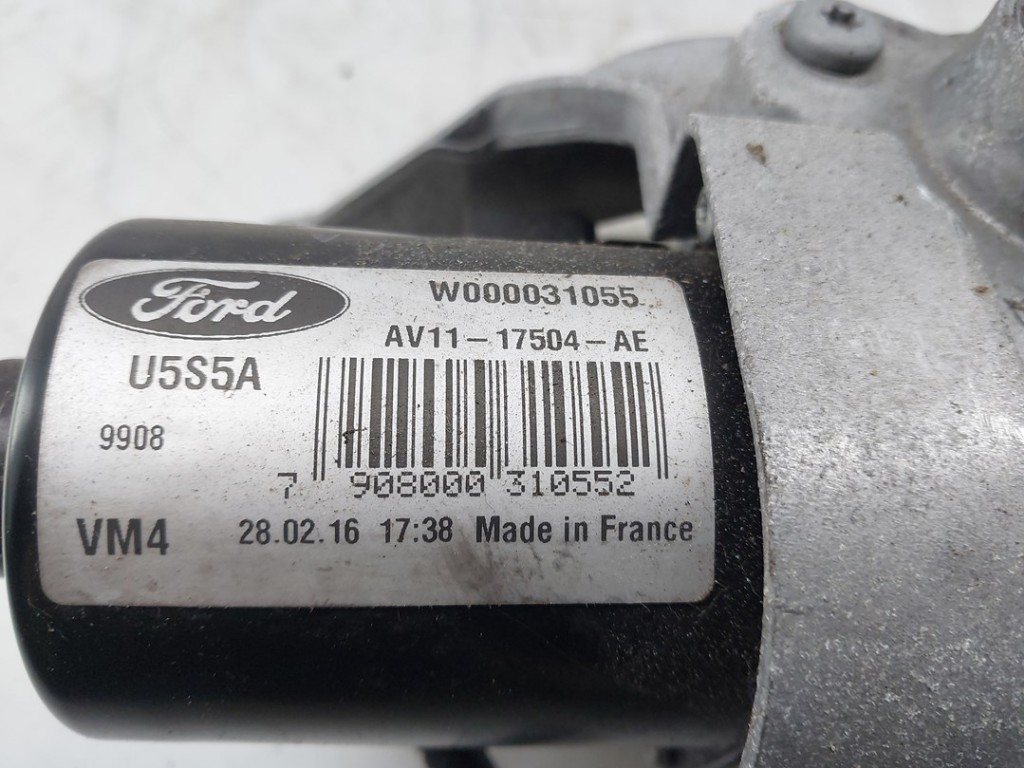 Ford
W000031055
AV11-17504-AE
U5S5A
9908
7 908000 310552
VM4 28.02.16 17:38 Made in France